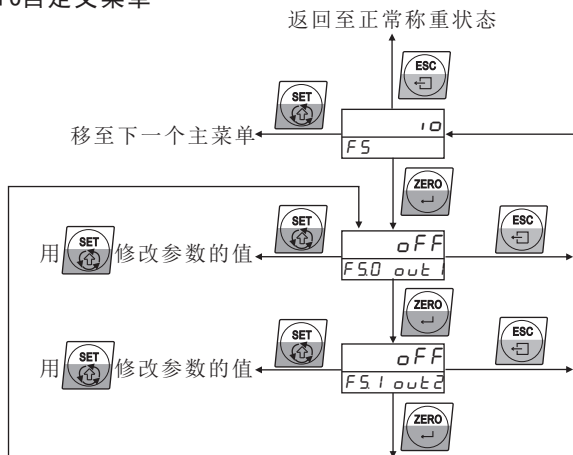 IO自定义菜单
返回至正常称重状态
ESC
SET
移至下一个主菜单
io
F5
ZERO
SET
ESC
用 SET 修改参数的值
oFF
F5.0 out1
ZERO
SET
ESC
用 SET 修改参数的值
oFF
F5.1 out2
ZERO